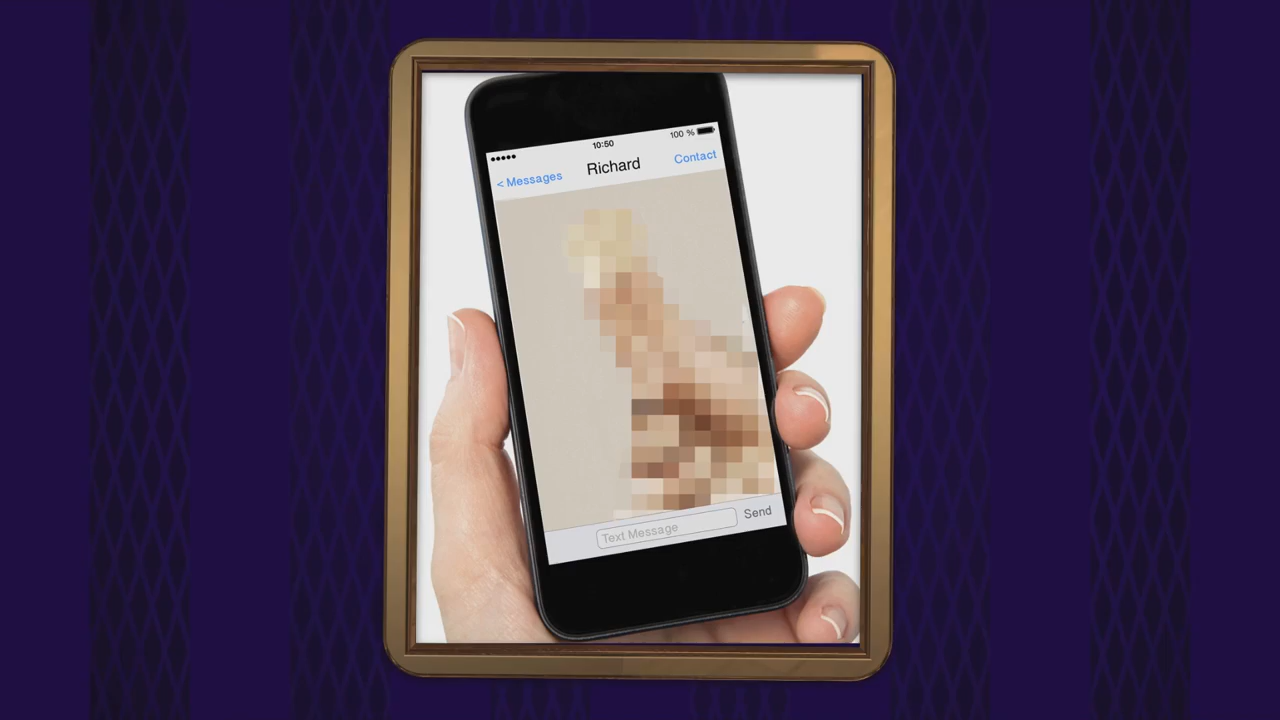 10:50
100 %
< Messages
Richard
Contact
Text Message
Send